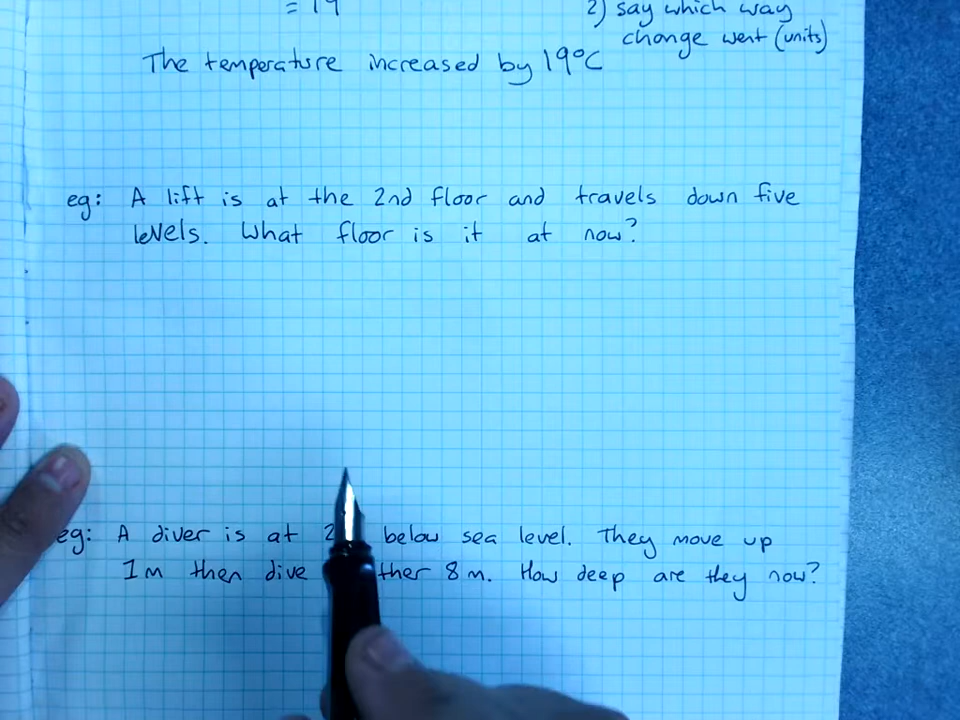 = 19
2) say which way
change went (units)
The temperature increased by 19°C
eg: A lift is at the 2nd floor and travels down five
levels. What floor is it at now?
eg: A diver is at 2 below sea level. They move up
1m then dive 8m. How deep are they now?